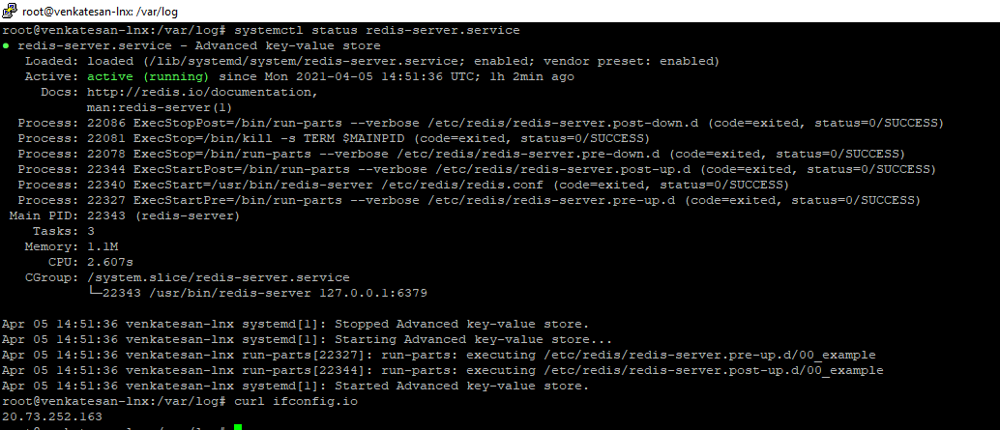 root@venkatesan-lnx: /var/log
root@venkatesan-lnx:/var/log# systemctl status redis-server.service
● redis-server.service - Advanced key-value store
Loaded: loaded (/lib/systemd/system/redis-server.service; enabled; vendor preset: enabled)
Active: active (running) since Mon 2021-04-05 14:51:36 UTC; 1h 2min ago
Docs: http://redis.io/documentation,
man:redis-server(1)
Process: 22086 ExecStopPost=/bin/run-parts --verbose /etc/redis/redis-server.post-down.d (code=exited, status=0/SUCCESS)
Process: 22081 ExecStop=/bin/kill -s TERM $MAINPID (code=exited, status=0/SUCCESS)
Process: 22078 ExecStop=/bin/run-parts --verbose /etc/redis/redis-server.pre-down.d (code=exited, status=0/SUCCESS)
Process: 22344 ExecStartPost=/bin/run-parts --verbose /etc/redis/redis-server.post-up.d (code=exited, status=0/SUCCESS)
Process: 22340 ExecStart=/usr/bin/redis-server /etc/redis/redis.conf (code=exited, status=0/SUCCESS)
Process: 22327 ExecStartPre=/bin/run-parts --verbose /etc/redis/redis-server.pre-up.d (code=exited, status=0/SUCCESS)
Main PID: 22343 (redis-server)
Tasks: 3
Memory: 1.1M
CPU: 2.607s
CGroup: /system.slice/redis-server.service
└─22343 /usr/bin/redis-server 127.0.0.1:6379
Apr 05 14:51:36 venkatesan-lnx systemd[1]: Stopped Advanced key-value store.
Apr 05 14:51:36 venkatesan-lnx systemd[1]: Starting Advanced key-value store...
Apr 05 14:51:36 venkatesan-lnx run-parts[22327]: run-parts: executing /etc/redis/redis-server.pre-up.d/00_example
Apr 05 14:51:36 venkatesan-lnx run-parts[22344]: run-parts: executing /etc/redis/redis-server.post-up.d/00_example
Apr 05 14:51:36 venkatesan-lnx systemd[1]: Started Advanced key-value store.
root@venkatesan-lnx:/var/log# curl ifconfig.io
20.73.252.163